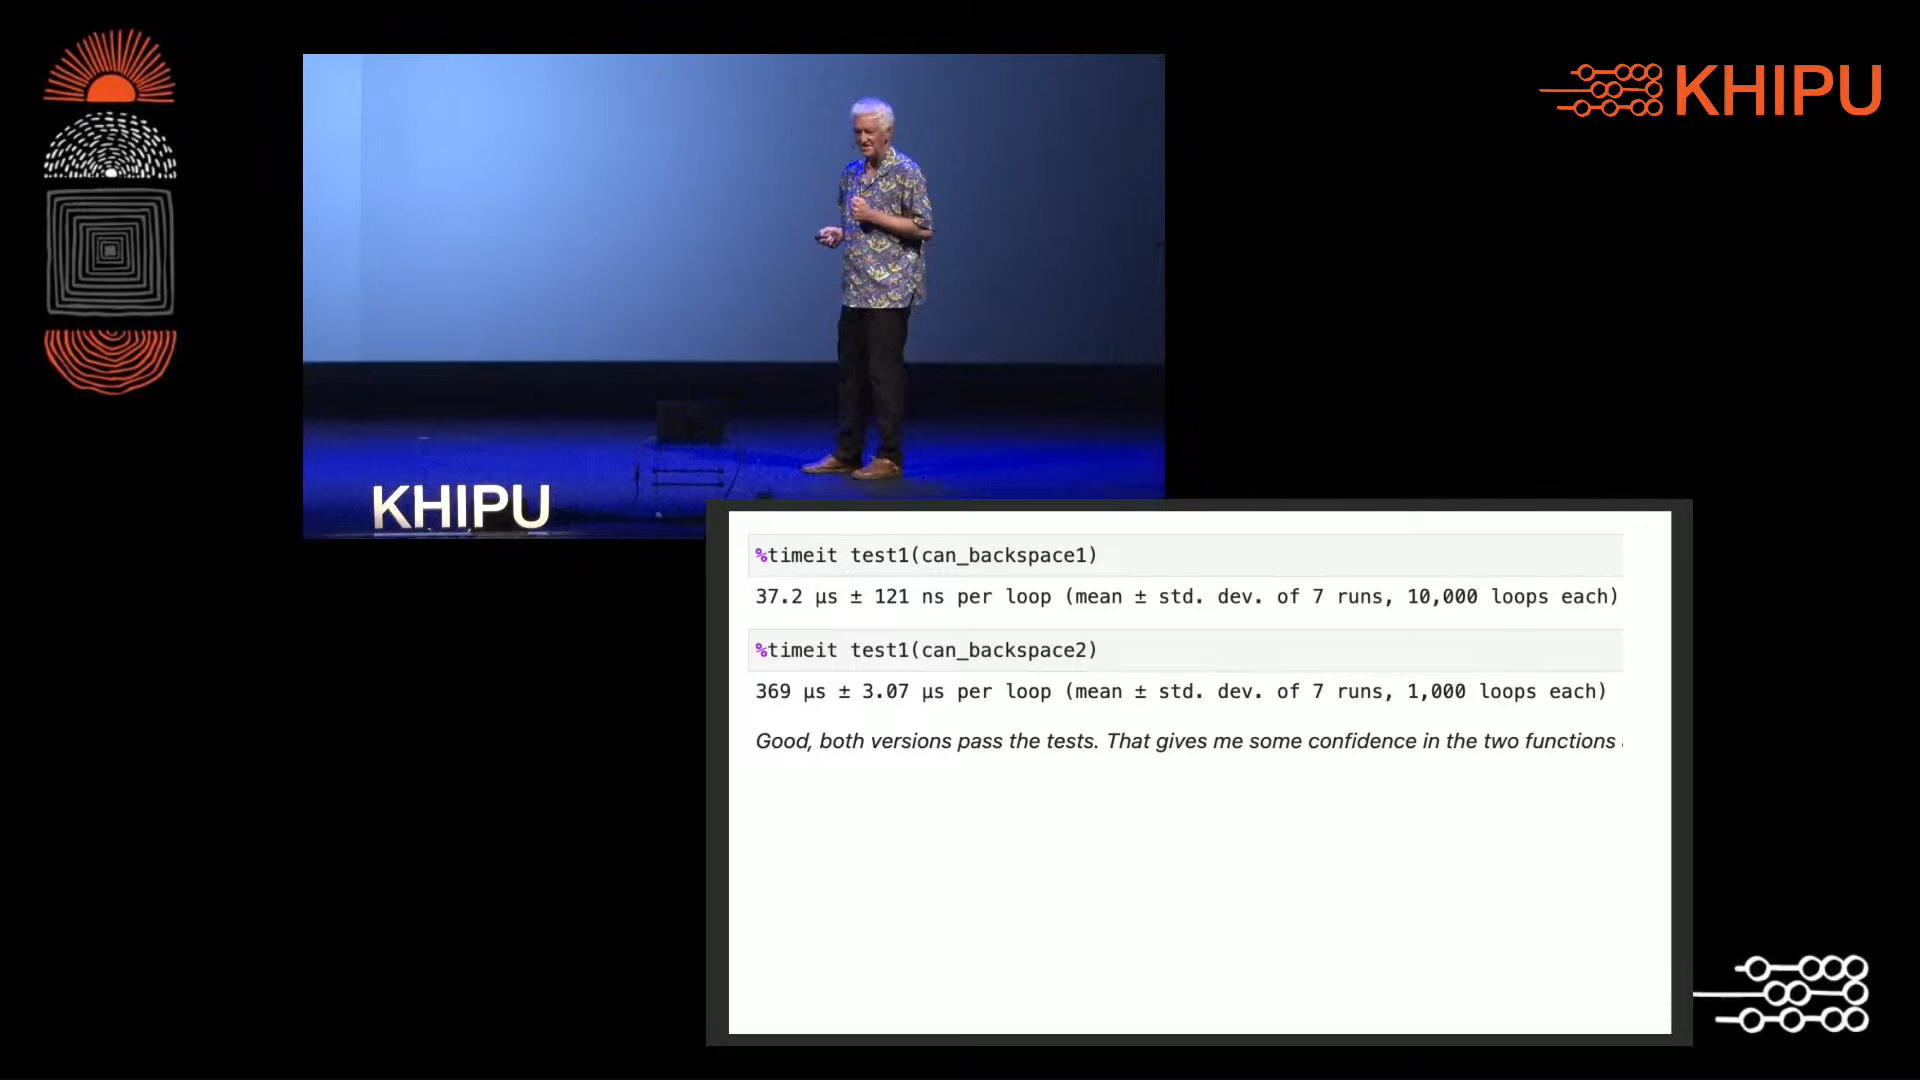 KHIPU
KHIPU
%timeit test1(can_backspace1)
37.2 µs ± 121 ns per loop (mean ± std. dev. of 7 runs, 10,000 loops each)
%timeit test1(can_backspace2)
369 µs ± 3.07 µs per loop (mean ± std. dev. of 7 runs, 1,000 loops each)
Good, both versions pass the tests. That gives me some confidence in the two functions